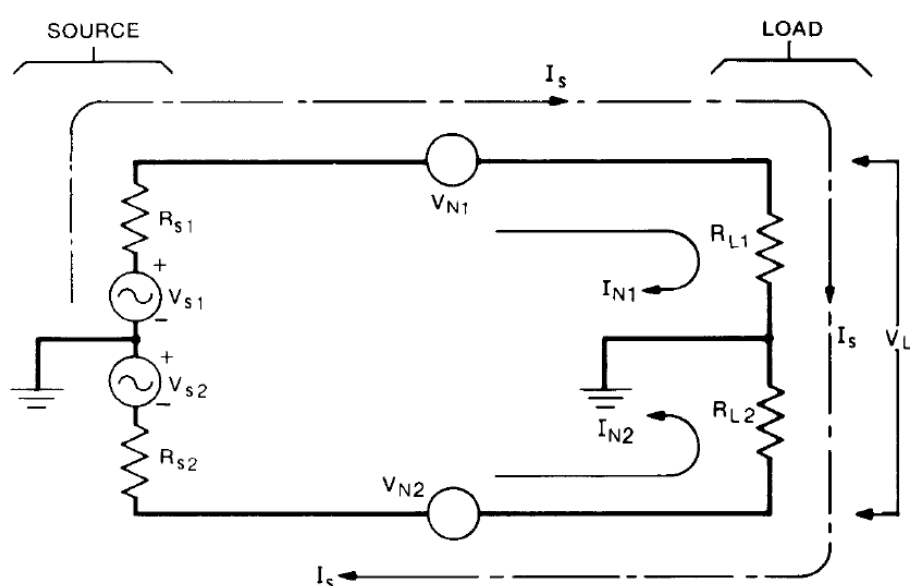 SOURCE
LOAD
Is
VN1
RS1
RL1
+
VS1
IN1
−
+
Is
VL
VS2
−
RL2
IN2
RS2
VN2
Is